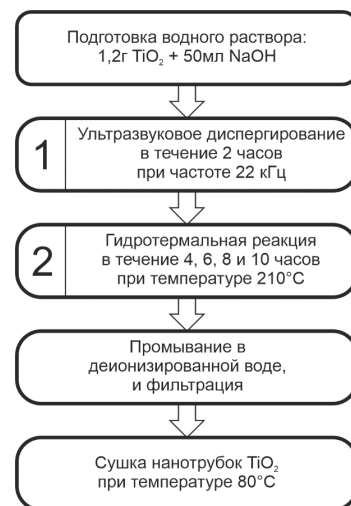 Подготовка водного раствора:
1,2г TiO₂ + 50мл NaOH
1
Ультразвуковое диспергирование
в течение 2 часов
при частоте 22 кГц
2
Гидротермальная реакция
в течение 4, 6, 8 и 10 часов
при температуре 210°C
Промывание в
деионизированной воде,
и фильтрация
Сушка нанотрубок TiO₂
при температуре 80°C